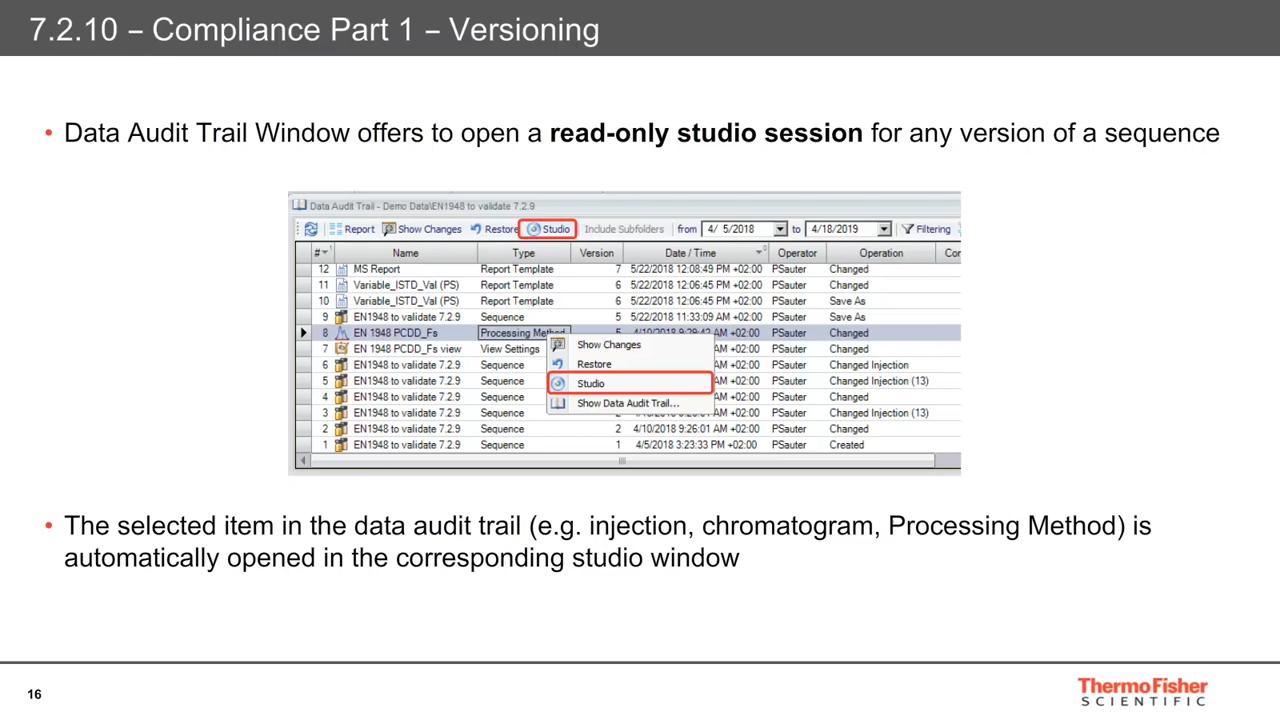 7.2.10 – Compliance Part 1 – Versioning
• Data Audit Trail Window offers to open a read-only studio session for any version of a sequence
Data Audit Trail - Demo Data\EN1948 to validate 7.2.9
Report Show Changes Restore Studio Include Subfolders from 4/ 5/2018 to 4/18/2019 Filtering
# Name Type Version Date / Time Operator Operation
12 MS Report Report Template 7 5/22/2018 12:08:49 PM +02:00 PSauter Changed
11 Variable_ISTD_Val (PS) Report Template 6 5/22/2018 12:06:45 PM +02:00 PSauter Changed
10 Variable_ISTD_Val (PS) Report Template 6 5/22/2018 12:06:45 PM +02:00 PSauter Save As
9 EN1948 to validate 7.2.9 Sequence 5 5/22/2018 11:33:09 AM +02:00 PSauter Save As
8 EN 1948 PCDD_Fs Processing Method AM +02:00 PSauter Changed
Show Changes
7 EN 1948 PCDD_Fs view View Settings AM +02:00 PSauter Changed
6 EN1948 to validate 7.2.9 Sequence Restore AM +02:00 PSauter Changed Injection
5 EN1948 to validate 7.2.9 Sequence Studio AM +02:00 PSauter Changed Injection (13)
4 EN1948 to validate 7.2.9 Sequence Show Data Audit Trail... AM +02:00 PSauter Changed
3 EN1948 to validate 7.2.9 Sequence AM +02:00 PSauter Changed Injection (13)
2 EN1948 to validate 7.2.9 Sequence 2 4/10/2018 9:26:01 AM +02:00 PSauter Changed
1 EN1948 to validate 7.2.9 Sequence 1 4/5/2018 3:23:33 PM +02:00 PSauter Created
• The selected item in the data audit trail (e.g. injection, chromatogram, Processing Method) is
automatically opened in the corresponding studio window
16
ThermoFisher
SCIENTIFIC